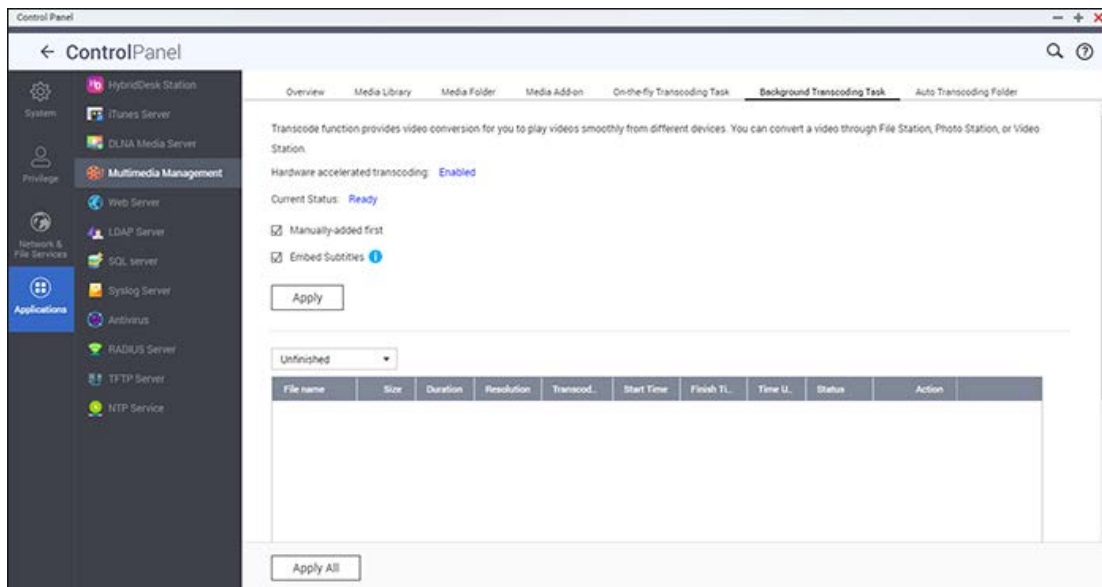 Control Panel
ControlPanel
System
Privilege
Network &
File Services
Applications
HybridDesk Station
iTunes Server
DLNA Media Server
Multimedia Management
Web Server
LDAP Server
SQL server
Syslog Server
Antivirus
RADIUS Server
TFTP Server
NTP Service
Overview Media Library Media Folder Media Add-on On-the-fly Transcoding Task Background Transcoding Task Auto Transcoding Folder
Transcode function provides video conversion for you to play videos smoothly from different devices. You can convert a video through File Station, Photo Station, or Video
Station.
Hardware accelerated transcoding: Enabled
Current Status: Ready
Manually-added first
Embed Subtitles
Apply
Unfinished
File name Size Duration Resolution Transcod... Start Time Finish Ti... Time U... Status Action
Apply All